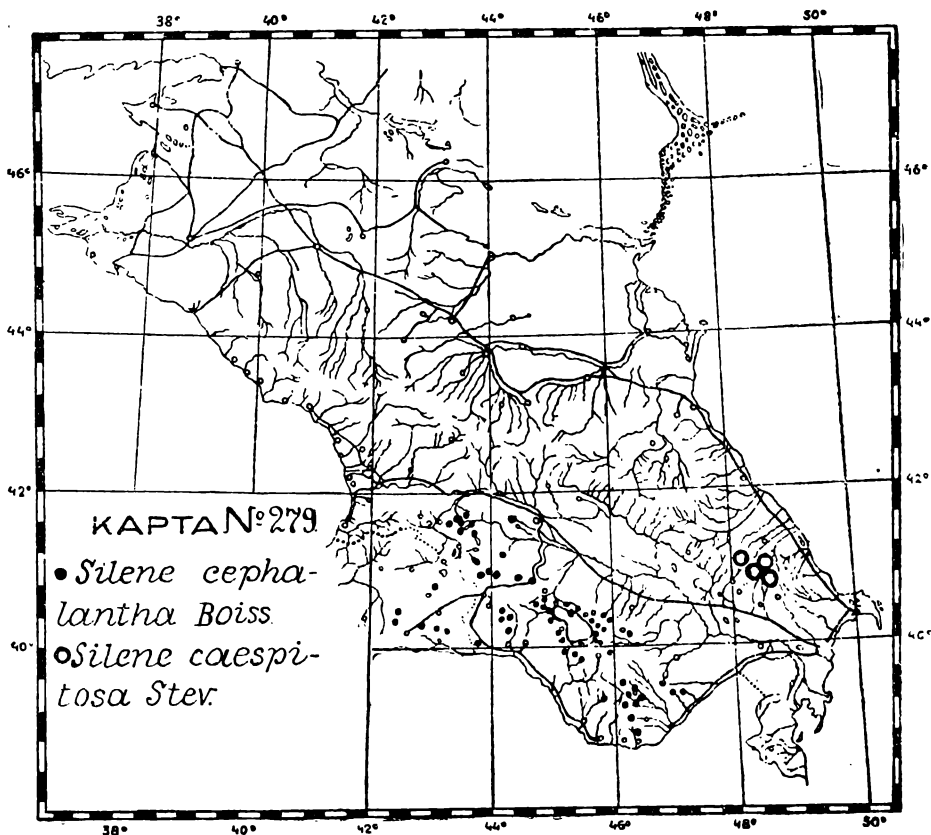 38° 40° 42° 44° 46° 48° 50°
46° 46°
44° 44°
42° 42°
КАРТА № 279.
• Silene cepha-
lantha Boiss.
40° 40°
○ Silene caespi-
tosa Stev.
38° 40° 42° 44° 46° 48° 50°